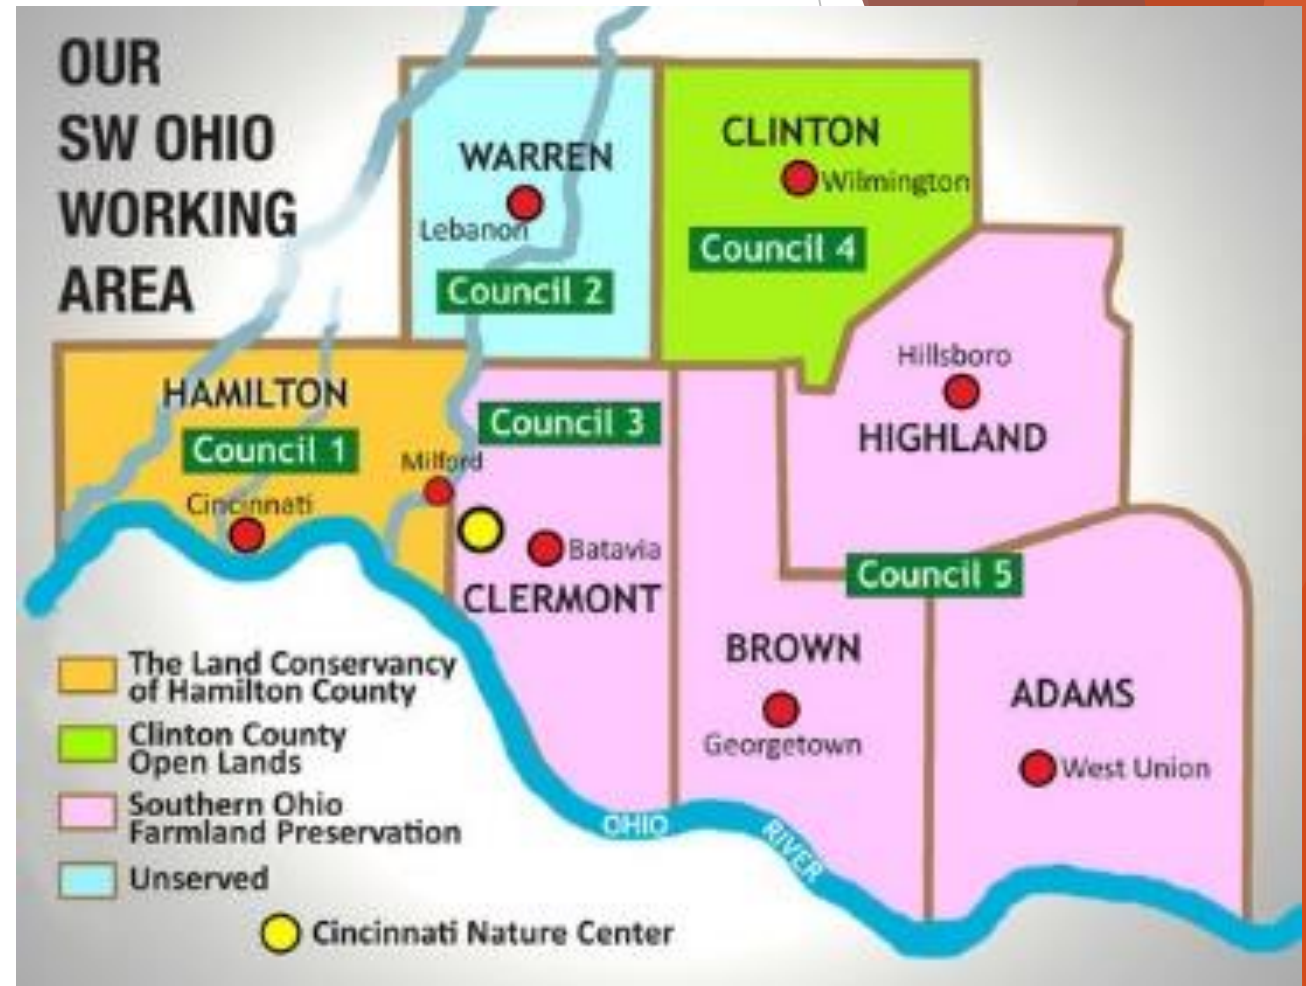 OUR
SW OHIO
WORKING
AREA
WARREN
Lebanon
Council 2
CLINTON
Wilmington
Council 4
HAMILTON
Council 1
Cincinnati
Milford
Council 3
Batavia
CLERMONT
Hillsboro
HIGHLAND
Council 5
BROWN
Georgetown
ADAMS
West Union
OHIO
RIVER
The Land Conservancy
of Hamilton County
Clinton County
Open Lands
Southern Ohio
Farmland Preservation
Unserved
Cincinnati Nature Center